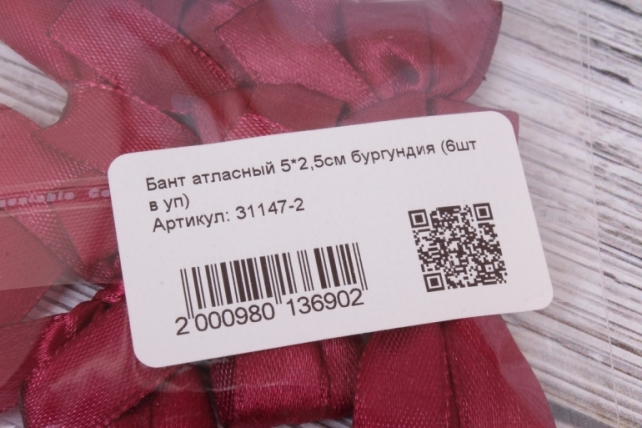 Бант атласный 5*2,5см бургундия (6шт
в уп)
Артикул: 31147-2
2 000980 136902